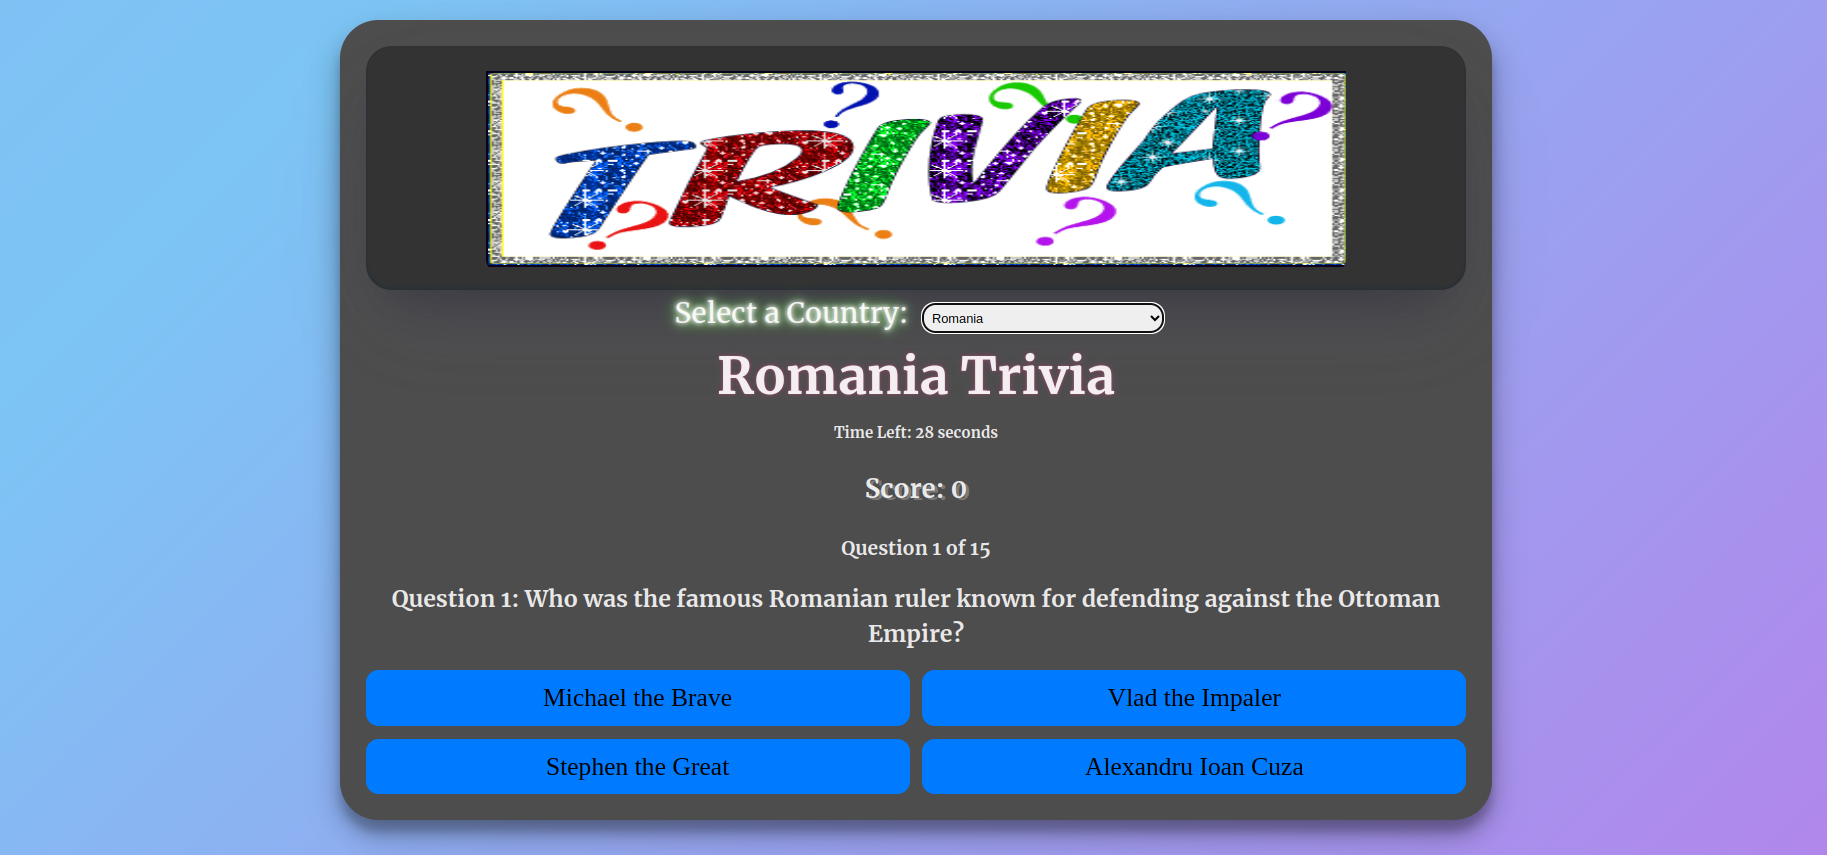 TRIVIA
Select a Country: Romania
Romania Trivia
Time Left: 28 seconds
Score: 0
Question 1 of 15
Question 1: Who was the famous Romanian ruler known for defending against the Ottoman
Empire?
Michael the Brave Vlad the Impaler
Stephen the Great Alexandru Ioan Cuza